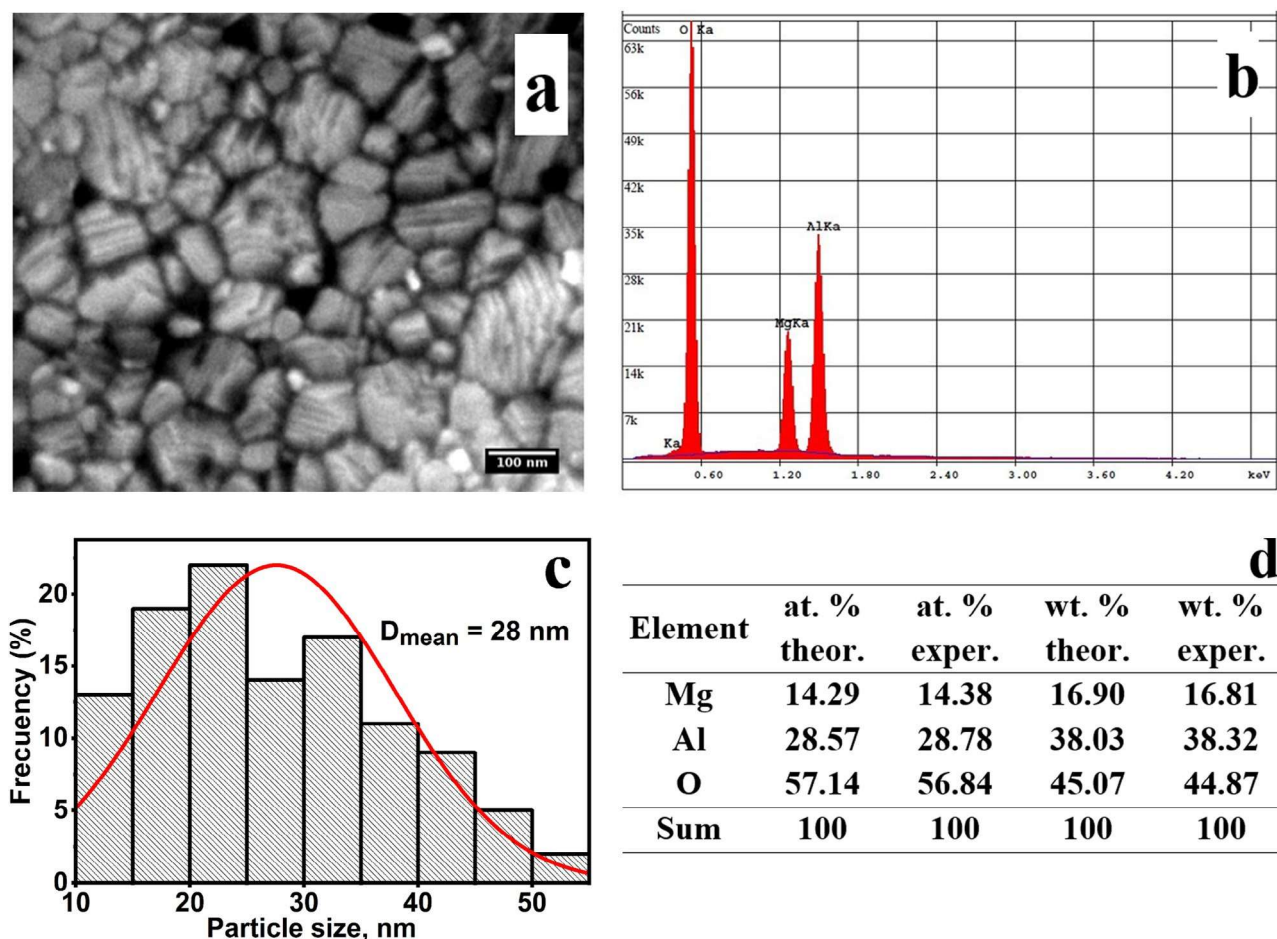 a
100 nm
b
Counts
O Ka
63k
56k
49k
42k
35k
28k
21k
14k
7k
Ka
MgKa
AlKa
0.60 1.20 1.80 2.40 3.00 3.60 4.20 keV
c
Frecuency (%)
20
15
10
5
0
D_mean = 28 nm
10 20 30 40 50
Particle size, nm
d
Element at. % theor. at. % exper. wt. % theor. wt. % exper.
Mg 14.29 14.38 16.90 16.81
Al 28.57 28.78 38.03 38.32
O 57.14 56.84 45.07 44.87
Sum 100 100 100 100